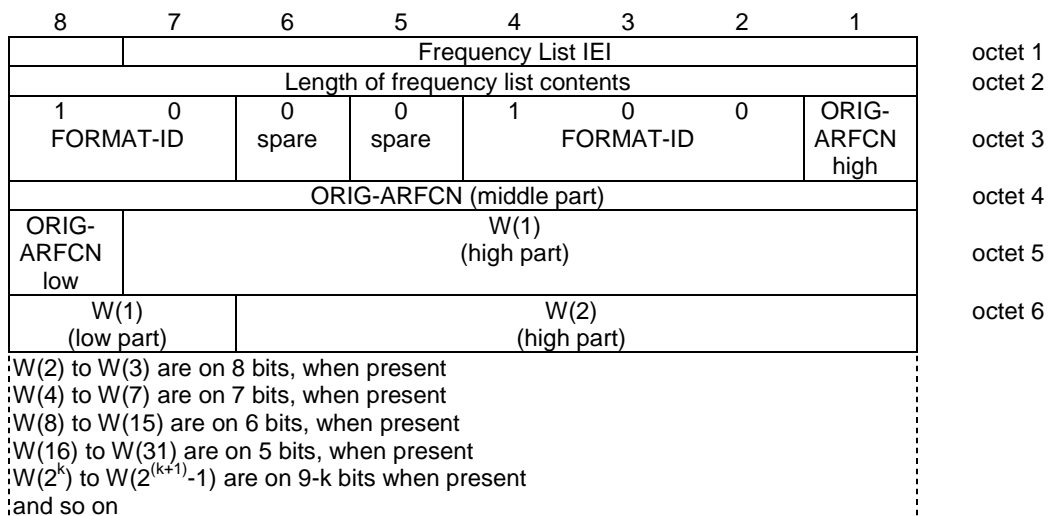 8 7 6 5 4 3 2 1
Frequency List IEI octet 1
Length of frequency list contents octet 2
1 0 0 0 1 0 0 ORIG-
FORMAT-ID spare spare FORMAT-ID ARFCN octet 3
high
ORIG-ARFCN (middle part) octet 4
ORIG- W(1)
ARFCN (high part) octet 5
low
W(1) W(2) octet 6
(low part) (high part)
W(2) to W(3) are on 8 bits, when present
W(4) to W(7) are on 7 bits, when present
W(8) to W(15) are on 6 bits, when present
W(16) to W(31) are on 5 bits, when present
W(2^k) to W(2^(k+1)-1) are on 9-k bits when present
and so on